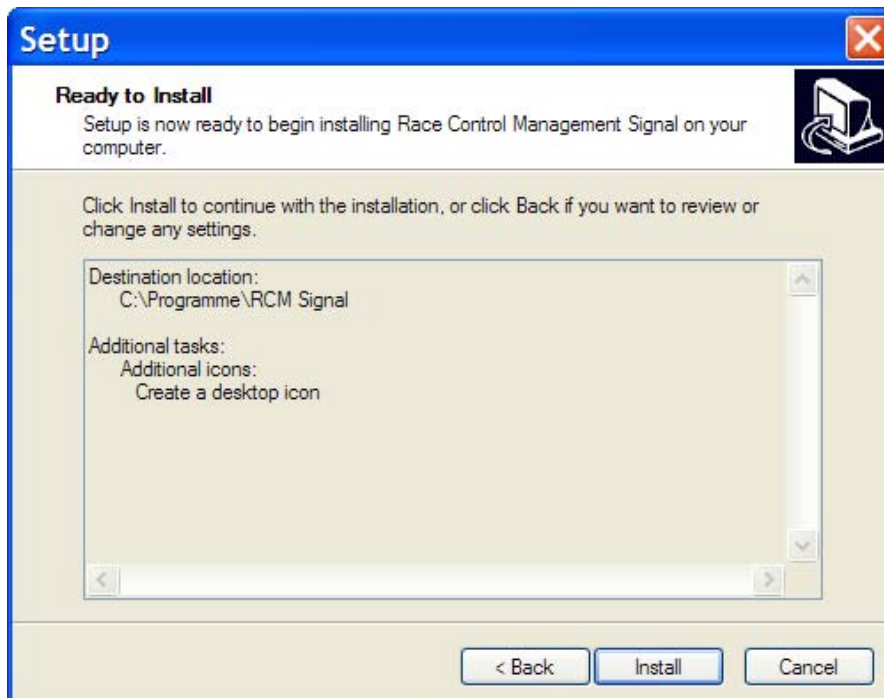 Setup
Ready to Install
Setup is now ready to begin installing Race Control Management Signal on your
computer.
Click Install to continue with the installation, or click Back if you want to review or
change any settings.
Destination location:
C:\Programme\RCM Signal
Additional tasks:
Additional icons:
Create a desktop icon
< Back
Install
Cancel